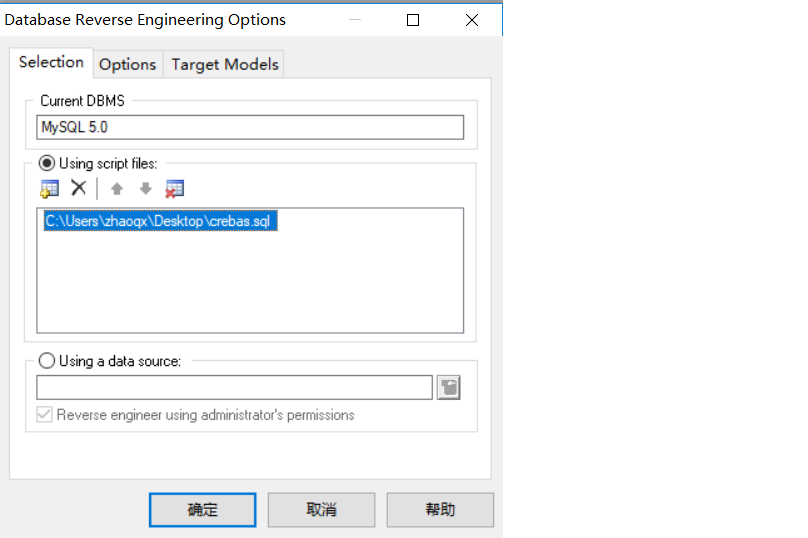 Database Reverse Engineering Options
Selection Options Target Models
Current DBMS
MySQL 5.0
Using script files:
C:\Users\zhaoqx\Desktop\crebas.sql
Using a data source:
Reverse engineer using administrator's permissions
确定 取消 帮助